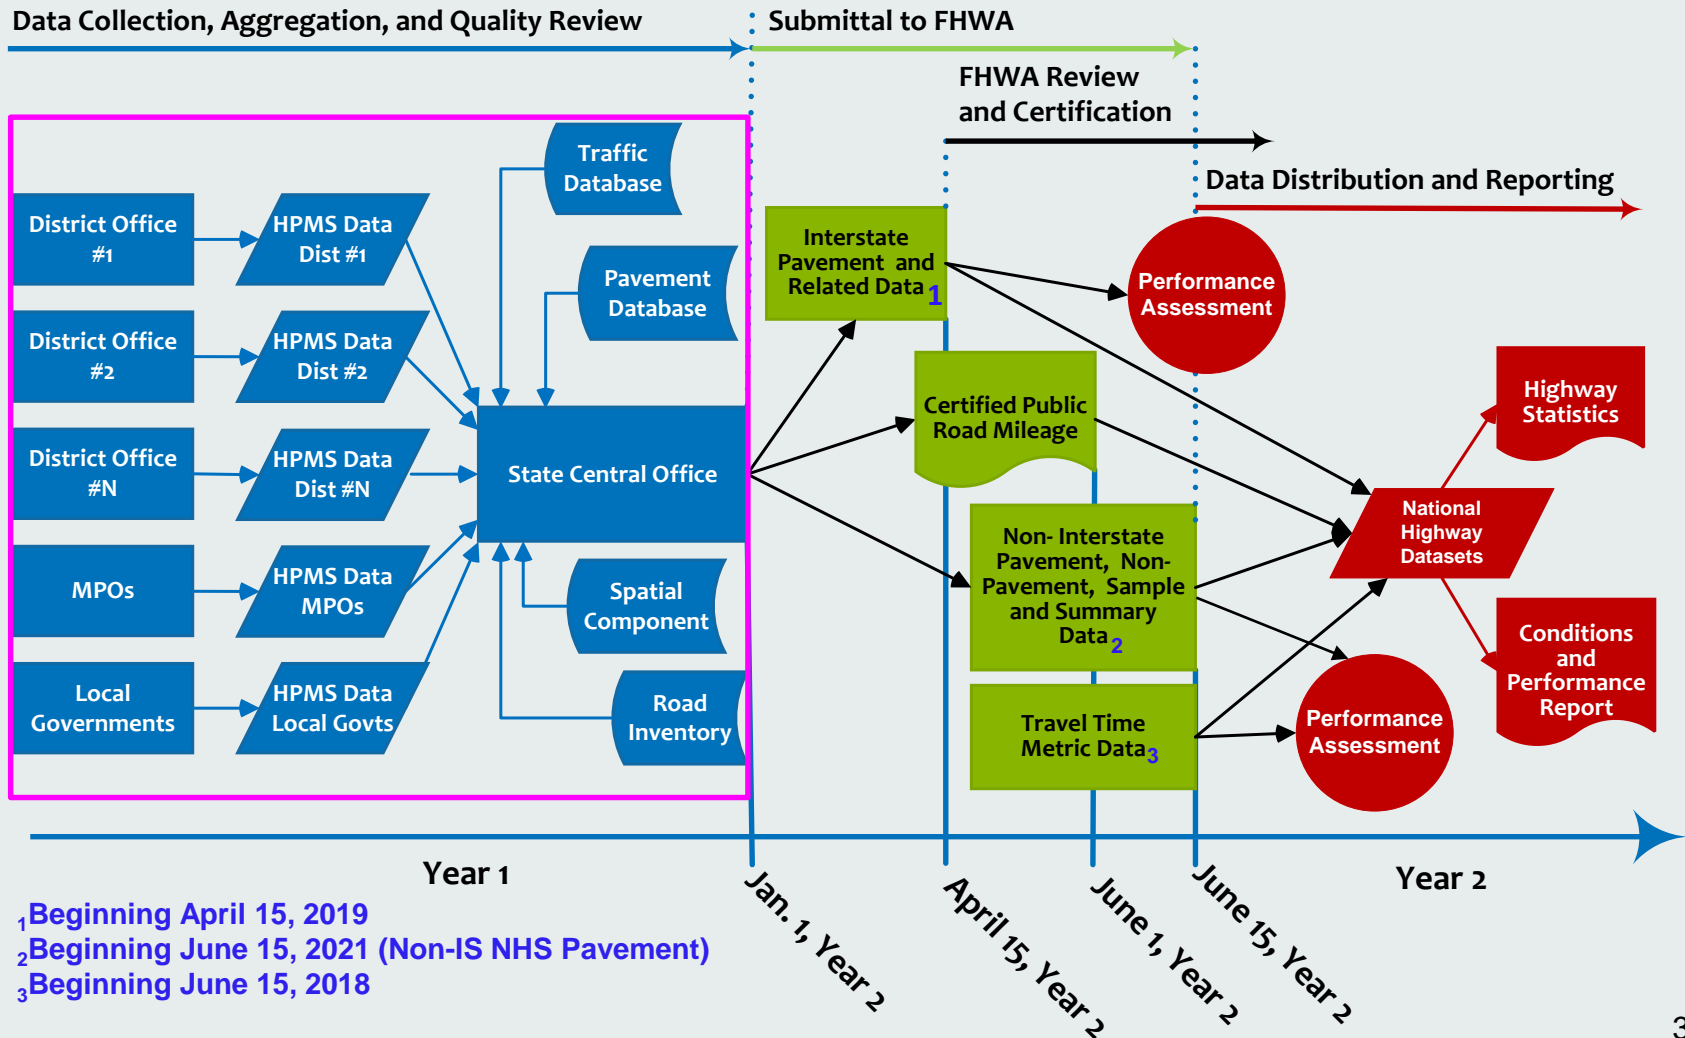 Data Collection, Aggregation, and Quality Review
Submittal to FHWA
FHWA Review
and Certification
Data Distribution and Reporting
District Office
#1
HPMS Data
Dist #1
Traffic
Database
Pavement
Database
District Office
#2
HPMS Data
Dist #2
District Office
#N
HPMS Data
Dist #N
State Central Office
MPOs
HPMS Data
MPOs
Spatial
Component
Local
Governments
HPMS Data
Local Govts
Road
Inventory
Interstate
Pavement and
Related Data 1
Performance
Assessment
Certified Public
Road Mileage
Highway
Statistics
National
Highway
Datasets
Non- Interstate
Pavement, Non-
Pavement, Sample
and Summary
Data 2
Conditions
and
Performance
Report
Travel Time
Metric Data 3
Performance
Assessment
Year 1
Year 2
Jan. 1, Year 2
April 15, Year 2
June 1, Year 2
June 15, Year 2
1Beginning April 15, 2019
2Beginning June 15, 2021 (Non-IS NHS Pavement)
3Beginning June 15, 2018